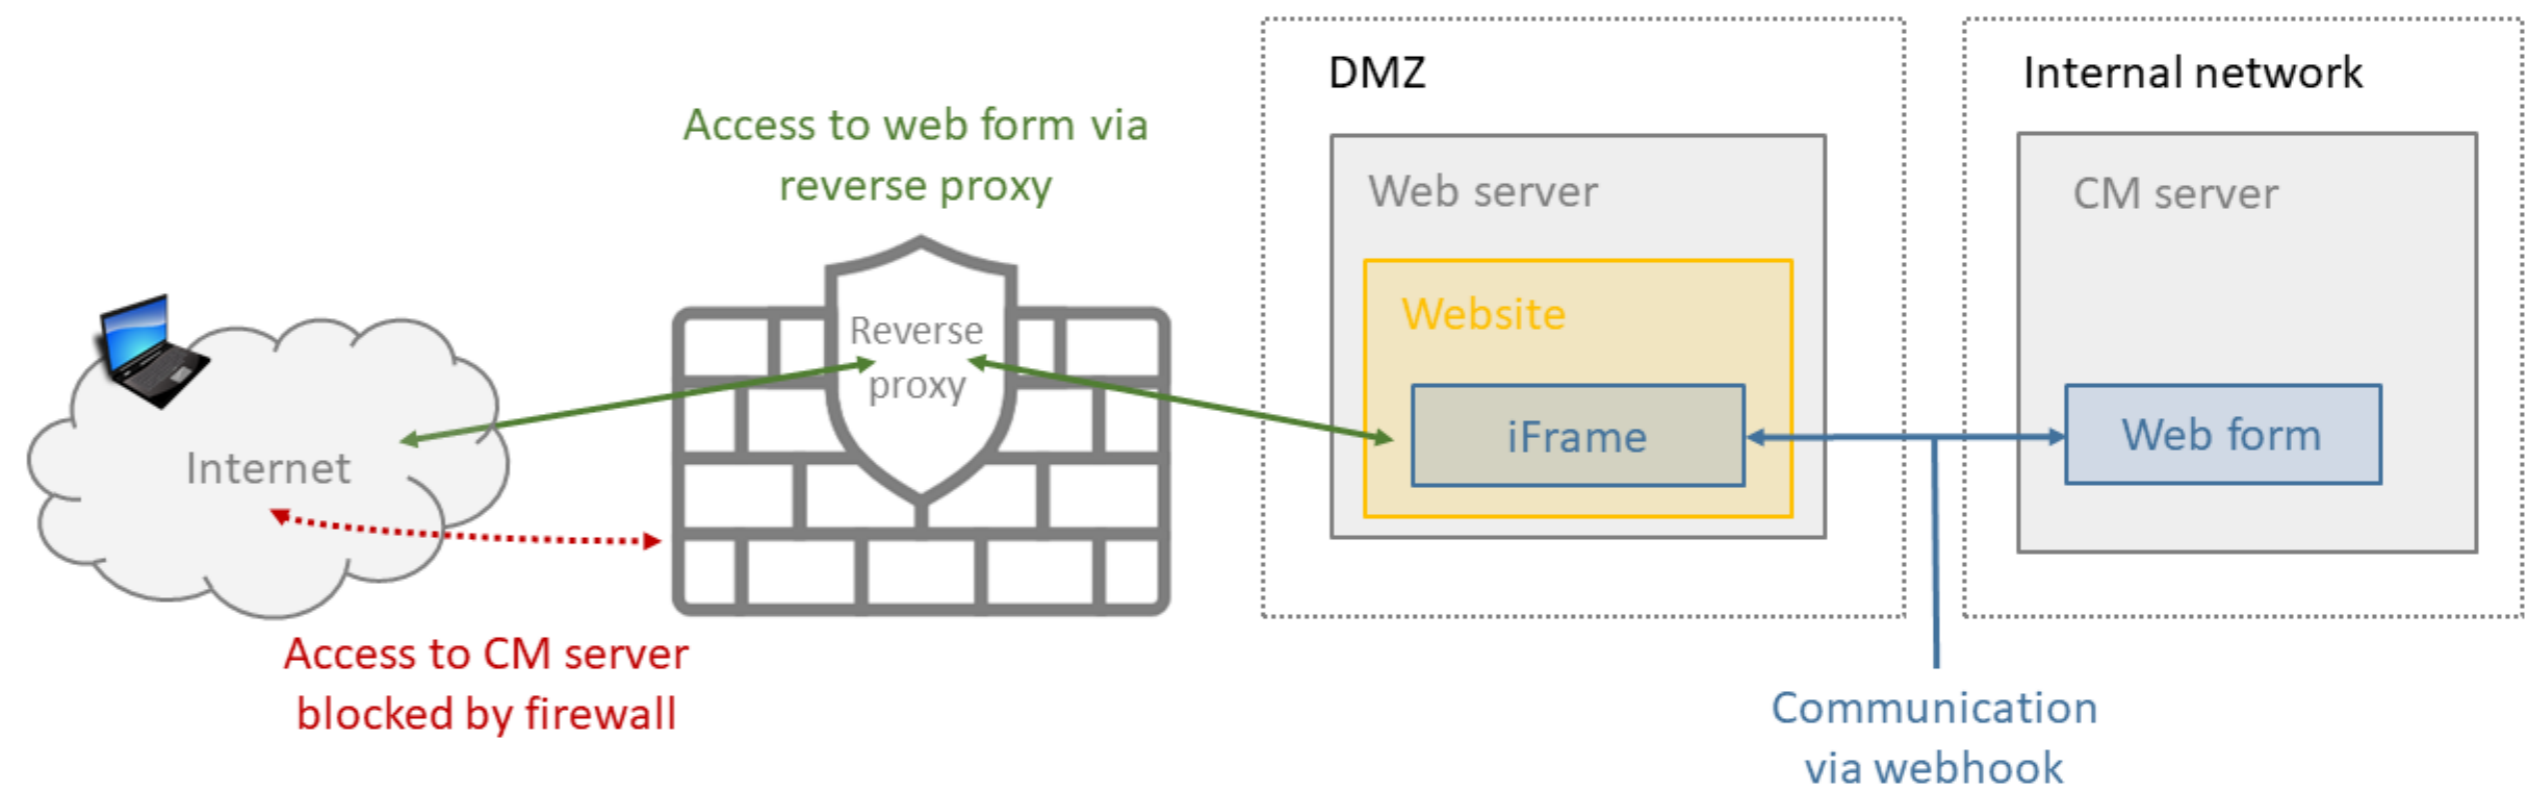 Access to web form via
reverse proxy
Reverse
proxy
Internet
Access to CM server
blocked by firewall
DMZ
Web server
Website
iFrame
Internal network
CM server
Web form
Communication
via webhook